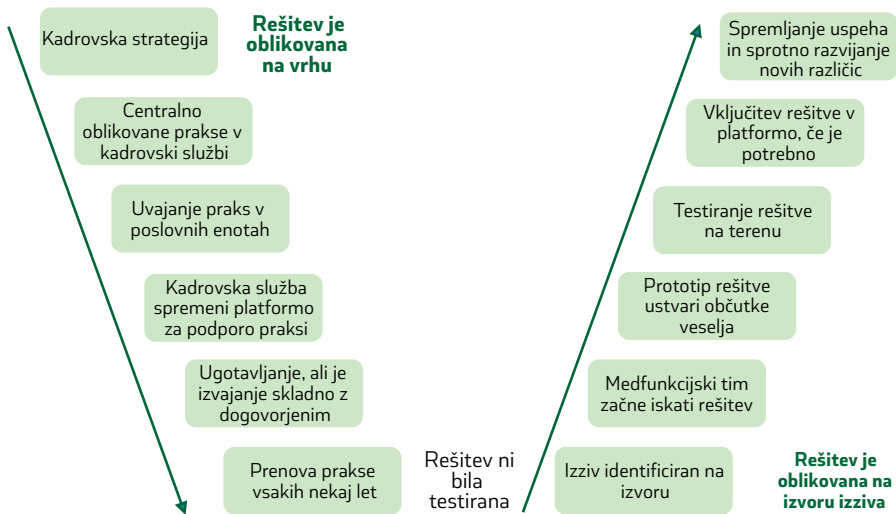 Kadrovska strategija
Rešitev je
oblikovana
na vrhu
Centralno
oblikovane prakse v
kadrovski službi
Uvajanje praks v
poslovnih enotah
Kadrovska služba
spremeni platformo
za podporo praksi
Ugotavljanje, ali je
izvajanje skladno z
dogovorjenim
Prenova prakse
vsakih nekaj let
Rešitev ni
bila
testirana
Spremljanje uspeha
in sprotno razvijanje
novih različic
Vključitev rešitve v
platformo, če je
potrebno
Testiranje rešitve
na terenu
Prototip rešitve
ustvari občutke
veselja
Medfunkcijski tim
začne iskati rešitev
Izziv identificiran na
izvoru
Rešitev je
oblikovana na
izvoru izziva